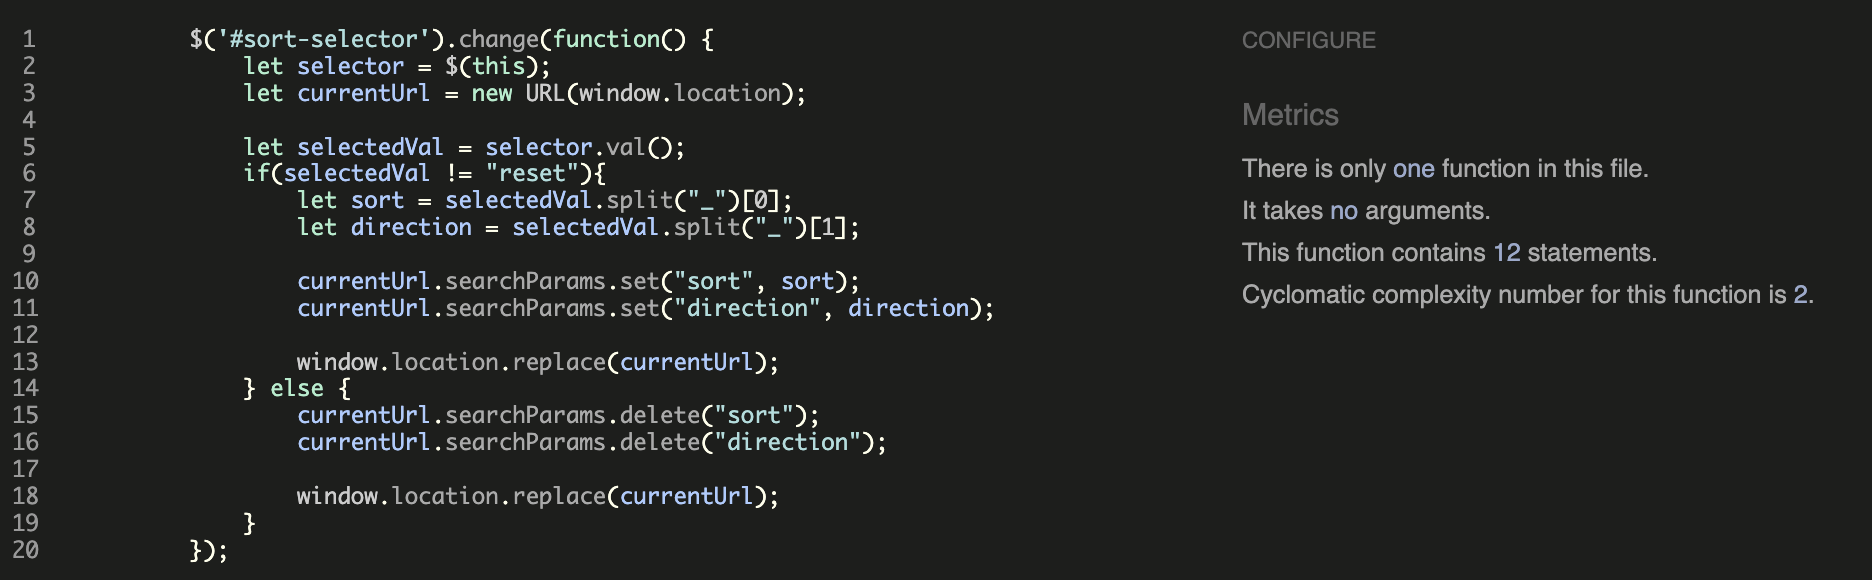 1 $('#sort-selector').change(function() {
2 let selector = $(this);
3 let currentUrl = new URL(window.location);
4
5 let selectedVal = selector.val();
6 if(selectedVal != "reset"){
7 let sort = selectedVal.split("_")[0];
8 let direction = selectedVal.split("_")[1];
9
10 currentUrl.searchParams.set("sort", sort);
11 currentUrl.searchParams.set("direction", direction);
12
13 window.location.replace(currentUrl);
14 } else {
15 currentUrl.searchParams.delete("sort");
16 currentUrl.searchParams.delete("direction");
17
18 window.location.replace(currentUrl);
19 }
20 });
CONFIGURE
Metrics
There is only one function in this file.
It takes no arguments.
This function contains 12 statements.
Cyclomatic complexity number for this function is 2.